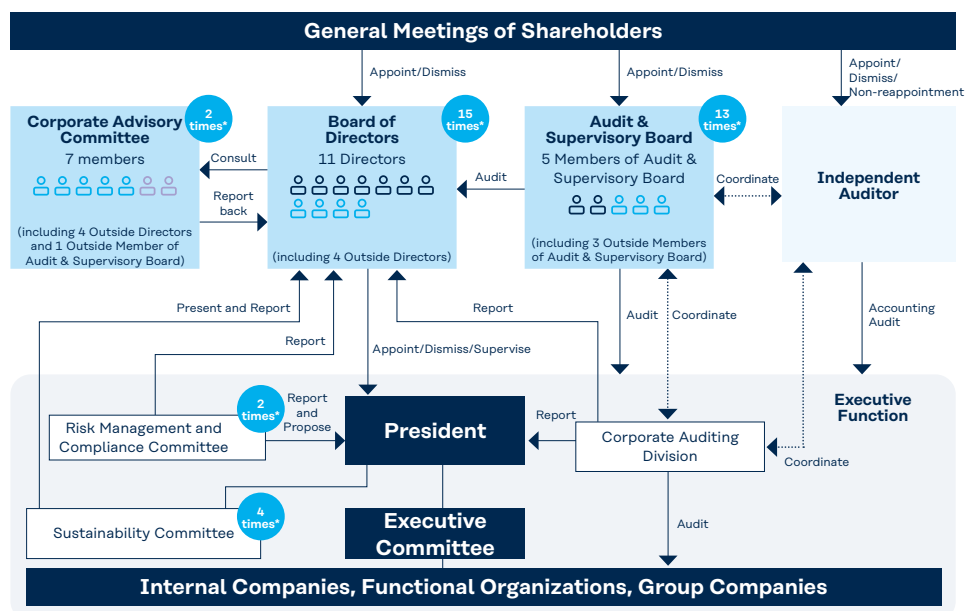 General Meetings of Shareholders
Appoint/Dismiss
Appoint/Dismiss
Appoint/
Dismiss/
Non-reappointment
2
times*
Corporate Advisory
Committee
7 members
(including 4 Outside Directors
and 1 Outside Member of
Audit & Supervisory Board)
Consult
Report
back
15
times*
Board of
Directors
11 Directors
(including 4 Outside Directors)
Audit
13
times*
Audit &
Supervisory Board
5 Members of Audit &
Supervisory Board
(including 3 Outside Members
of Audit & Supervisory Board)
Coordinate
Independent
Auditor
Present and Report
Report
Appoint/Dismiss/Supervise
Report
Audit
Coordinate
Accounting
Audit
Executive
Function
2
times*
Risk Management and
Compliance Committee
Report
and
Propose
President
Report
Corporate Auditing
Division
Coordinate
4
times*
Sustainability Committee
Executive
Committee
Audit
Internal Companies, Functional Organizations, Group Companies